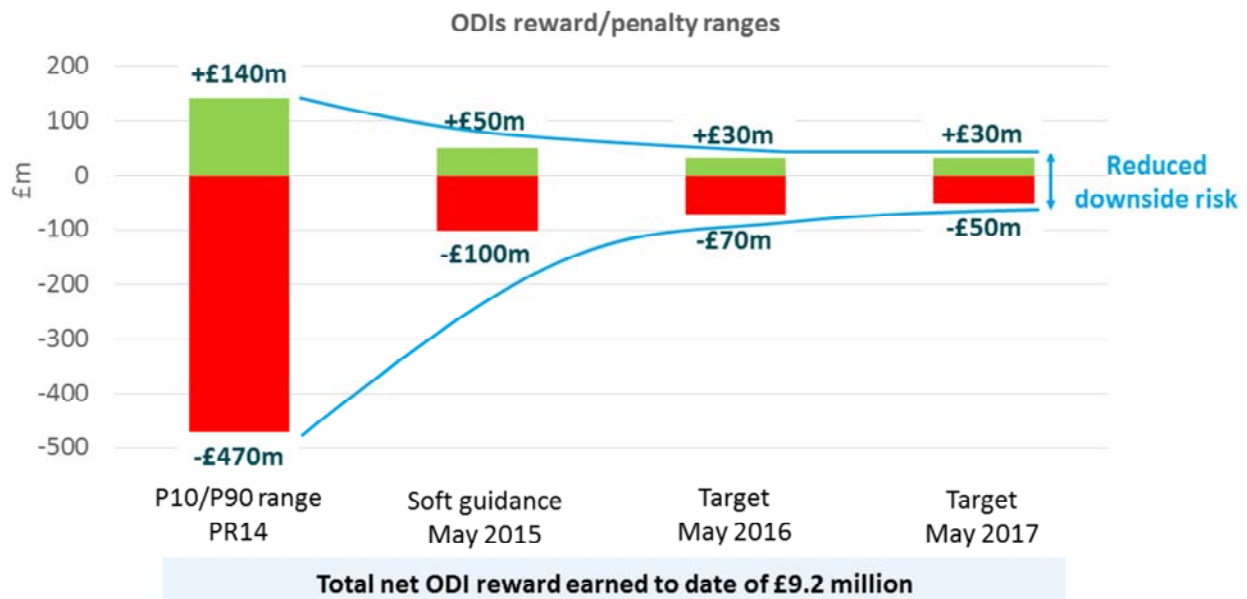 ODIs reward/penalty ranges
£m
200
100
0
-100
-200
-300
-400
-500
+£140m
+£50m
+£30m
+£30m
-£470m
-£100m
-£70m
-£50m
Reduced
downside risk
P10/P90 range
PR14
Soft guidance
May 2015
Target
May 2016
Target
May 2017
Total net ODI reward earned to date of £9.2 million